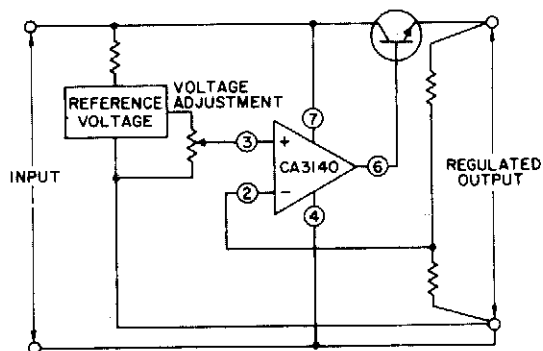 REFERENCE
VOLTAGE
VOLTAGE
ADJUSTMENT
INPUT
3
+
7
CA3140
6
2
−
4
REGULATED
OUTPUT